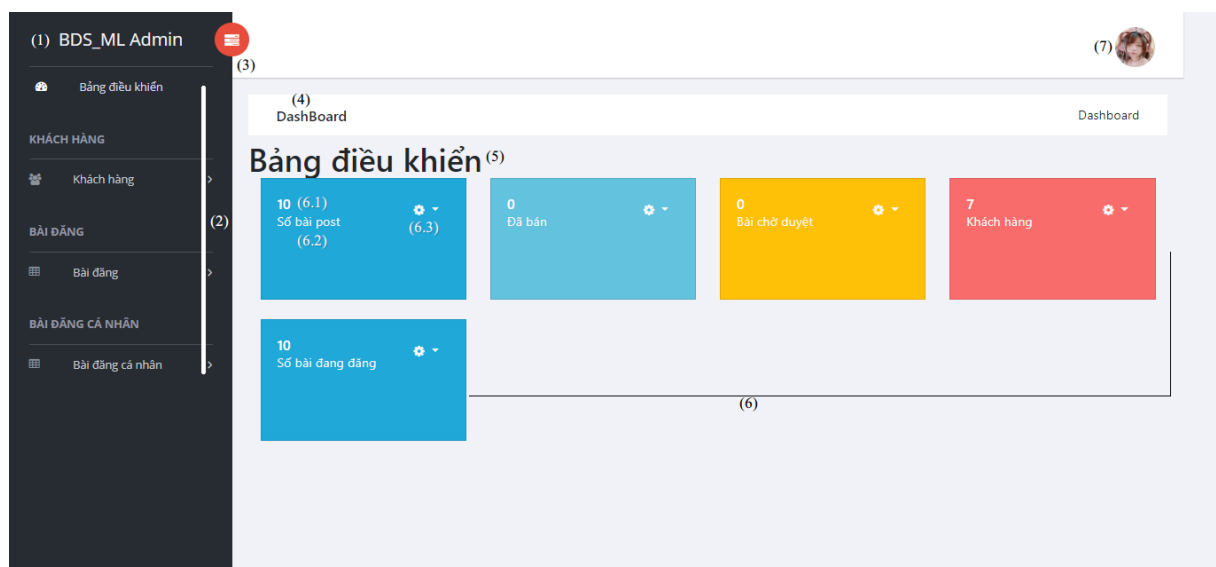 (1) BDS_ML Admin
(3)
(7)
Bảng điều khiển
KHÁCH HÀNG
Khách hàng
(2)
BÀI ĐĂNG
Bài đăng
BÀI ĐĂNG CÁ NHÂN
Bài đăng cá nhân
(4)
DashBoard
Dashboard
Bảng điều khiển (5)
10 (6.1)
Số bài post
(6.2)
(6.3)
0
Đã bán
0
Bài chờ duyệt
7
Khách hàng
10
Số bài đang đăng
(6)